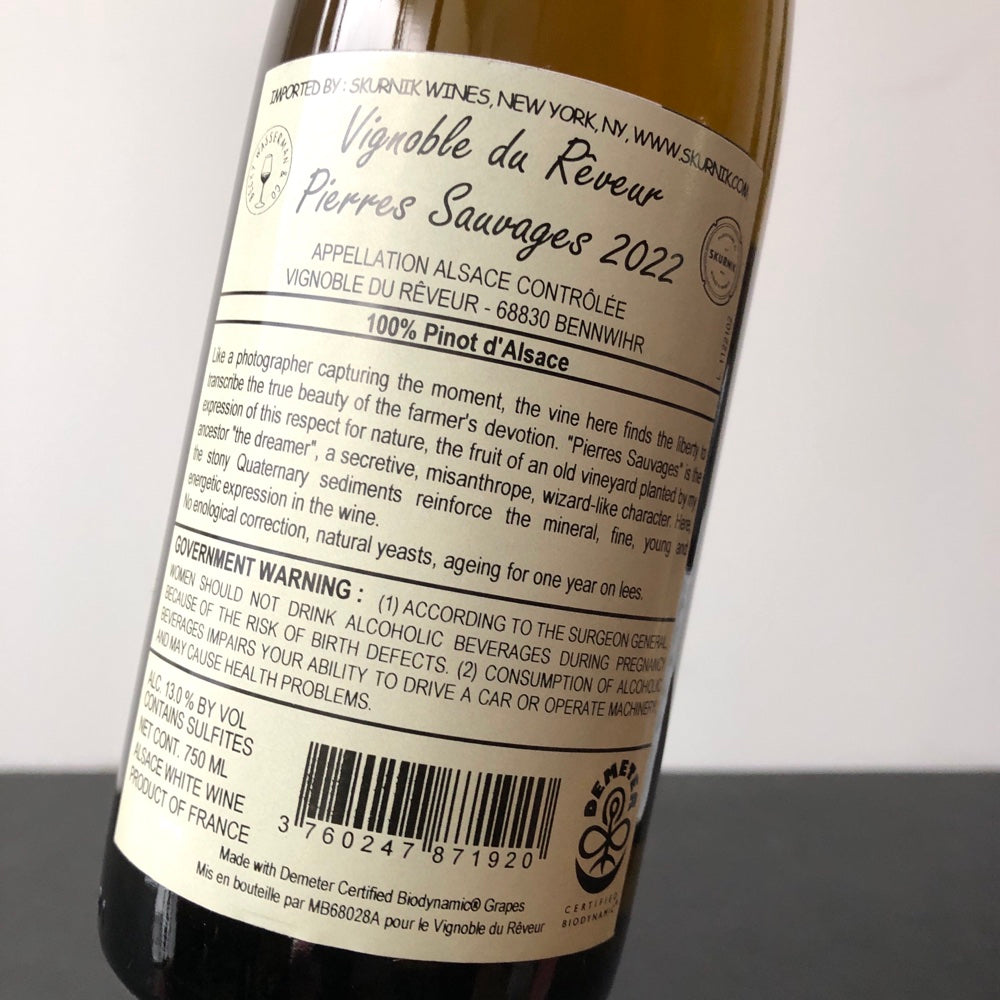 IMPORTED BY : SKURNIK WINES, NEW YORK, NY, WWW.SKURNIK.COM
WASSERMAN & CO
Vignoble du Rêveur
Pierres Sauvages 2022
SKURNIK
APPELLATION ALSACE CONTRÔLÉE
VIGNOBLE DU RÊVEUR - 68830 BENNWIHR
L. 1122102
100% Pinot d'Alsace
Like a photographer capturing the moment, the vine here finds the liberty to
transcribe the true beauty of the farmer's devotion. "Pierres Sauvages" is the
expression of this respect for nature, the fruit of an old vineyard planted by my
ancestor "the dreamer", a secretive, misanthrope, wizard-like character. Here,
the stony Quaternary sediments reinforce the mineral, fine, young and
energetic expression in the wine.
No enological correction, natural yeasts, ageing for one year on lees.
GOVERNMENT WARNING : (1) ACCORDING TO THE SURGEON GENERAL,
WOMEN SHOULD NOT DRINK ALCOHOLIC BEVERAGES DURING PREGNANCY
BECAUSE OF THE RISK OF BIRTH DEFECTS. (2) CONSUMPTION OF ALCOHOLIC
BEVERAGES IMPAIRS YOUR ABILITY TO DRIVE A CAR OR OPERATE MACHINERY,
AND MAY CAUSE HEALTH PROBLEMS.
ALC. 13.0 % BY VOL
CONTAINS SULFITES
NET CONT. 750 ML
ALSACE WHITE WINE
PRODUCT OF FRANCE
3 760247 871920
DEMETER
CERTIFIED
BIODYNAMIC
Made with Demeter Certified Biodynamic® Grapes
Mis en bouteille par MB68028A pour le Vignoble du Rêveur